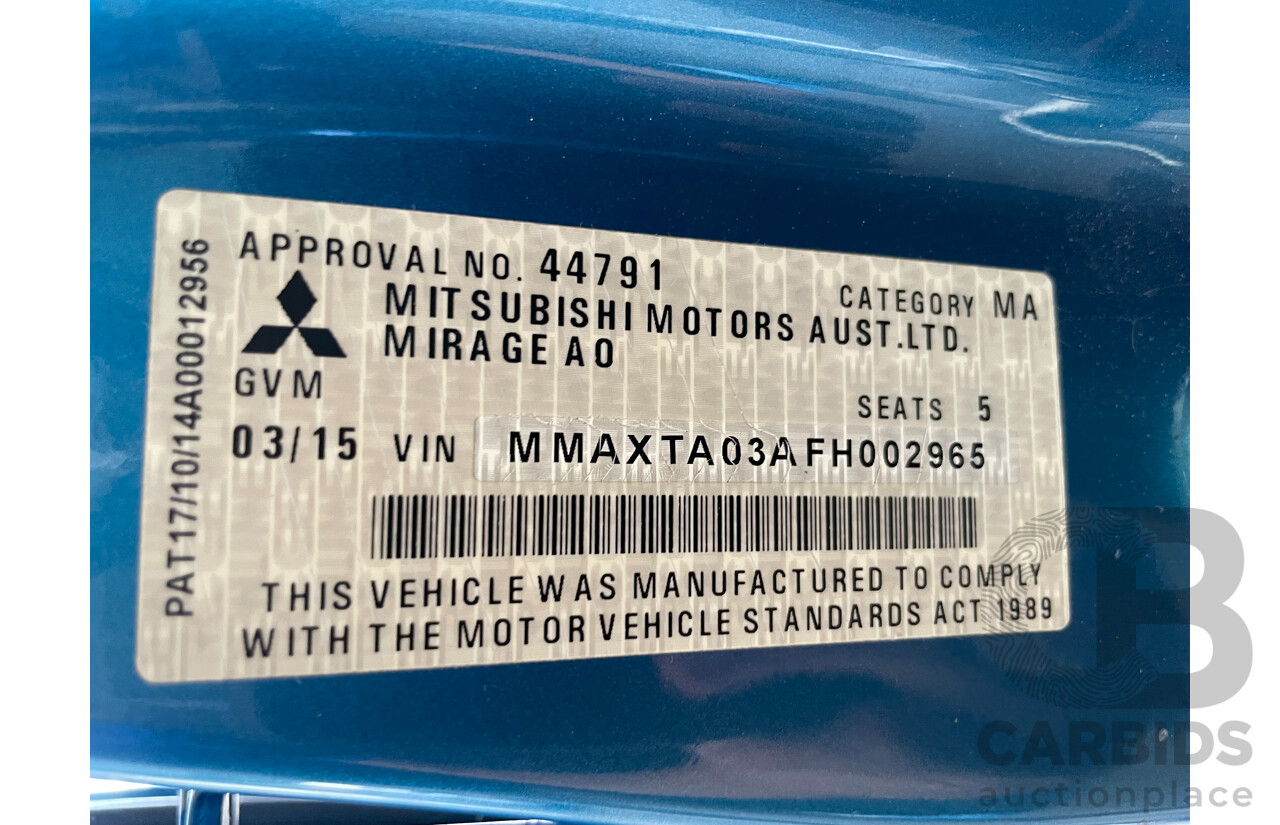 PAT17/10/14A00012956
APPROVAL NO. 44791
CATEGORY MA
MITSUBISHI MOTORS AUST.LTD.
MIRAGE A0
GVM
SEATS 5
03/15 VIN MMAXTA03AFH002965
THIS VEHICLE WAS MANUFACTURED TO COMPLY
WITH THE MOTOR VEHICLE STANDARDS ACT 1989
CB
CARBIDS
auctionplace